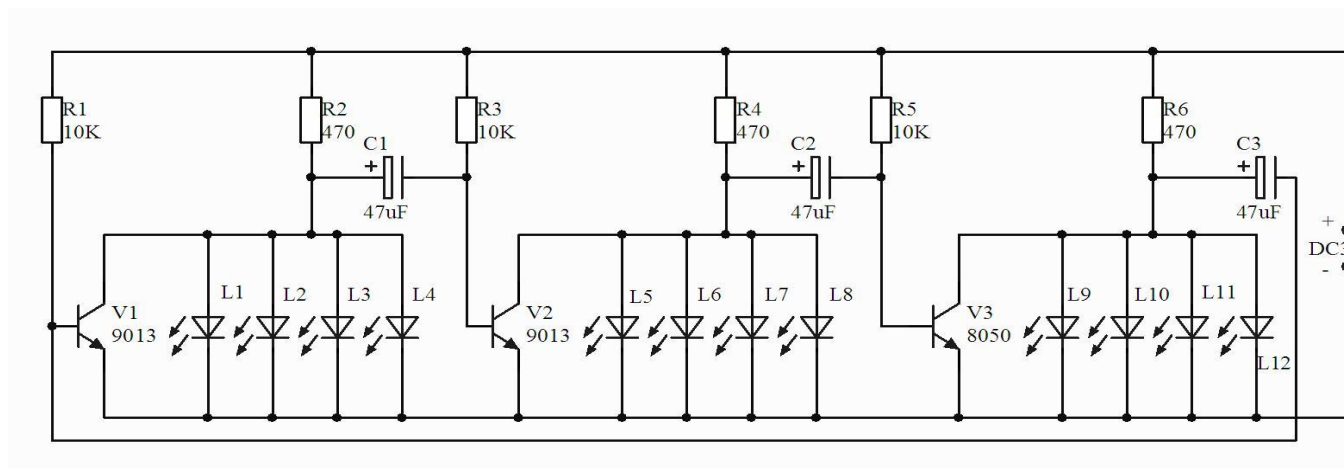 R1
10K
R2
470
C1
+
47uF
R3
10K
R4
470
C2
+
47uF
R5
10K
R6
470
C3
+
47uF
+
-
V1
9013
L1
L2
L3
L4
V2
9013
L5
L6
L7
L8
V3
8050
L9
L10
L11
L12